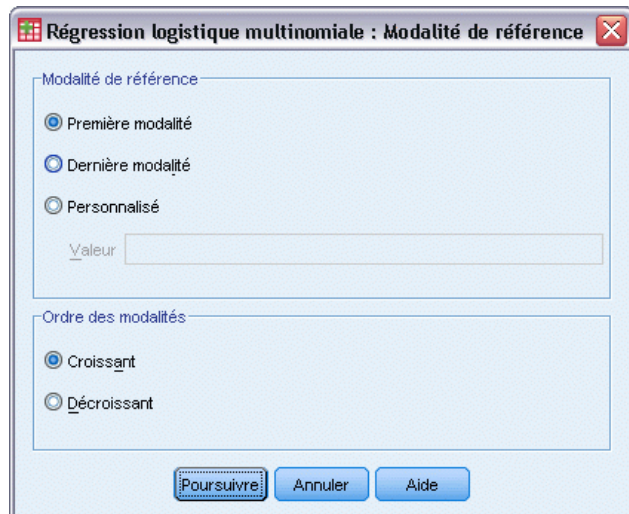 Régression logistique multinomiale : Modalité de référence
Modalité de référence
Première modalité
Dernière modalité
Personnalisé
Valeur
Ordre des modalités
Croissant
Décroissant
Poursuivre Annuler Aide